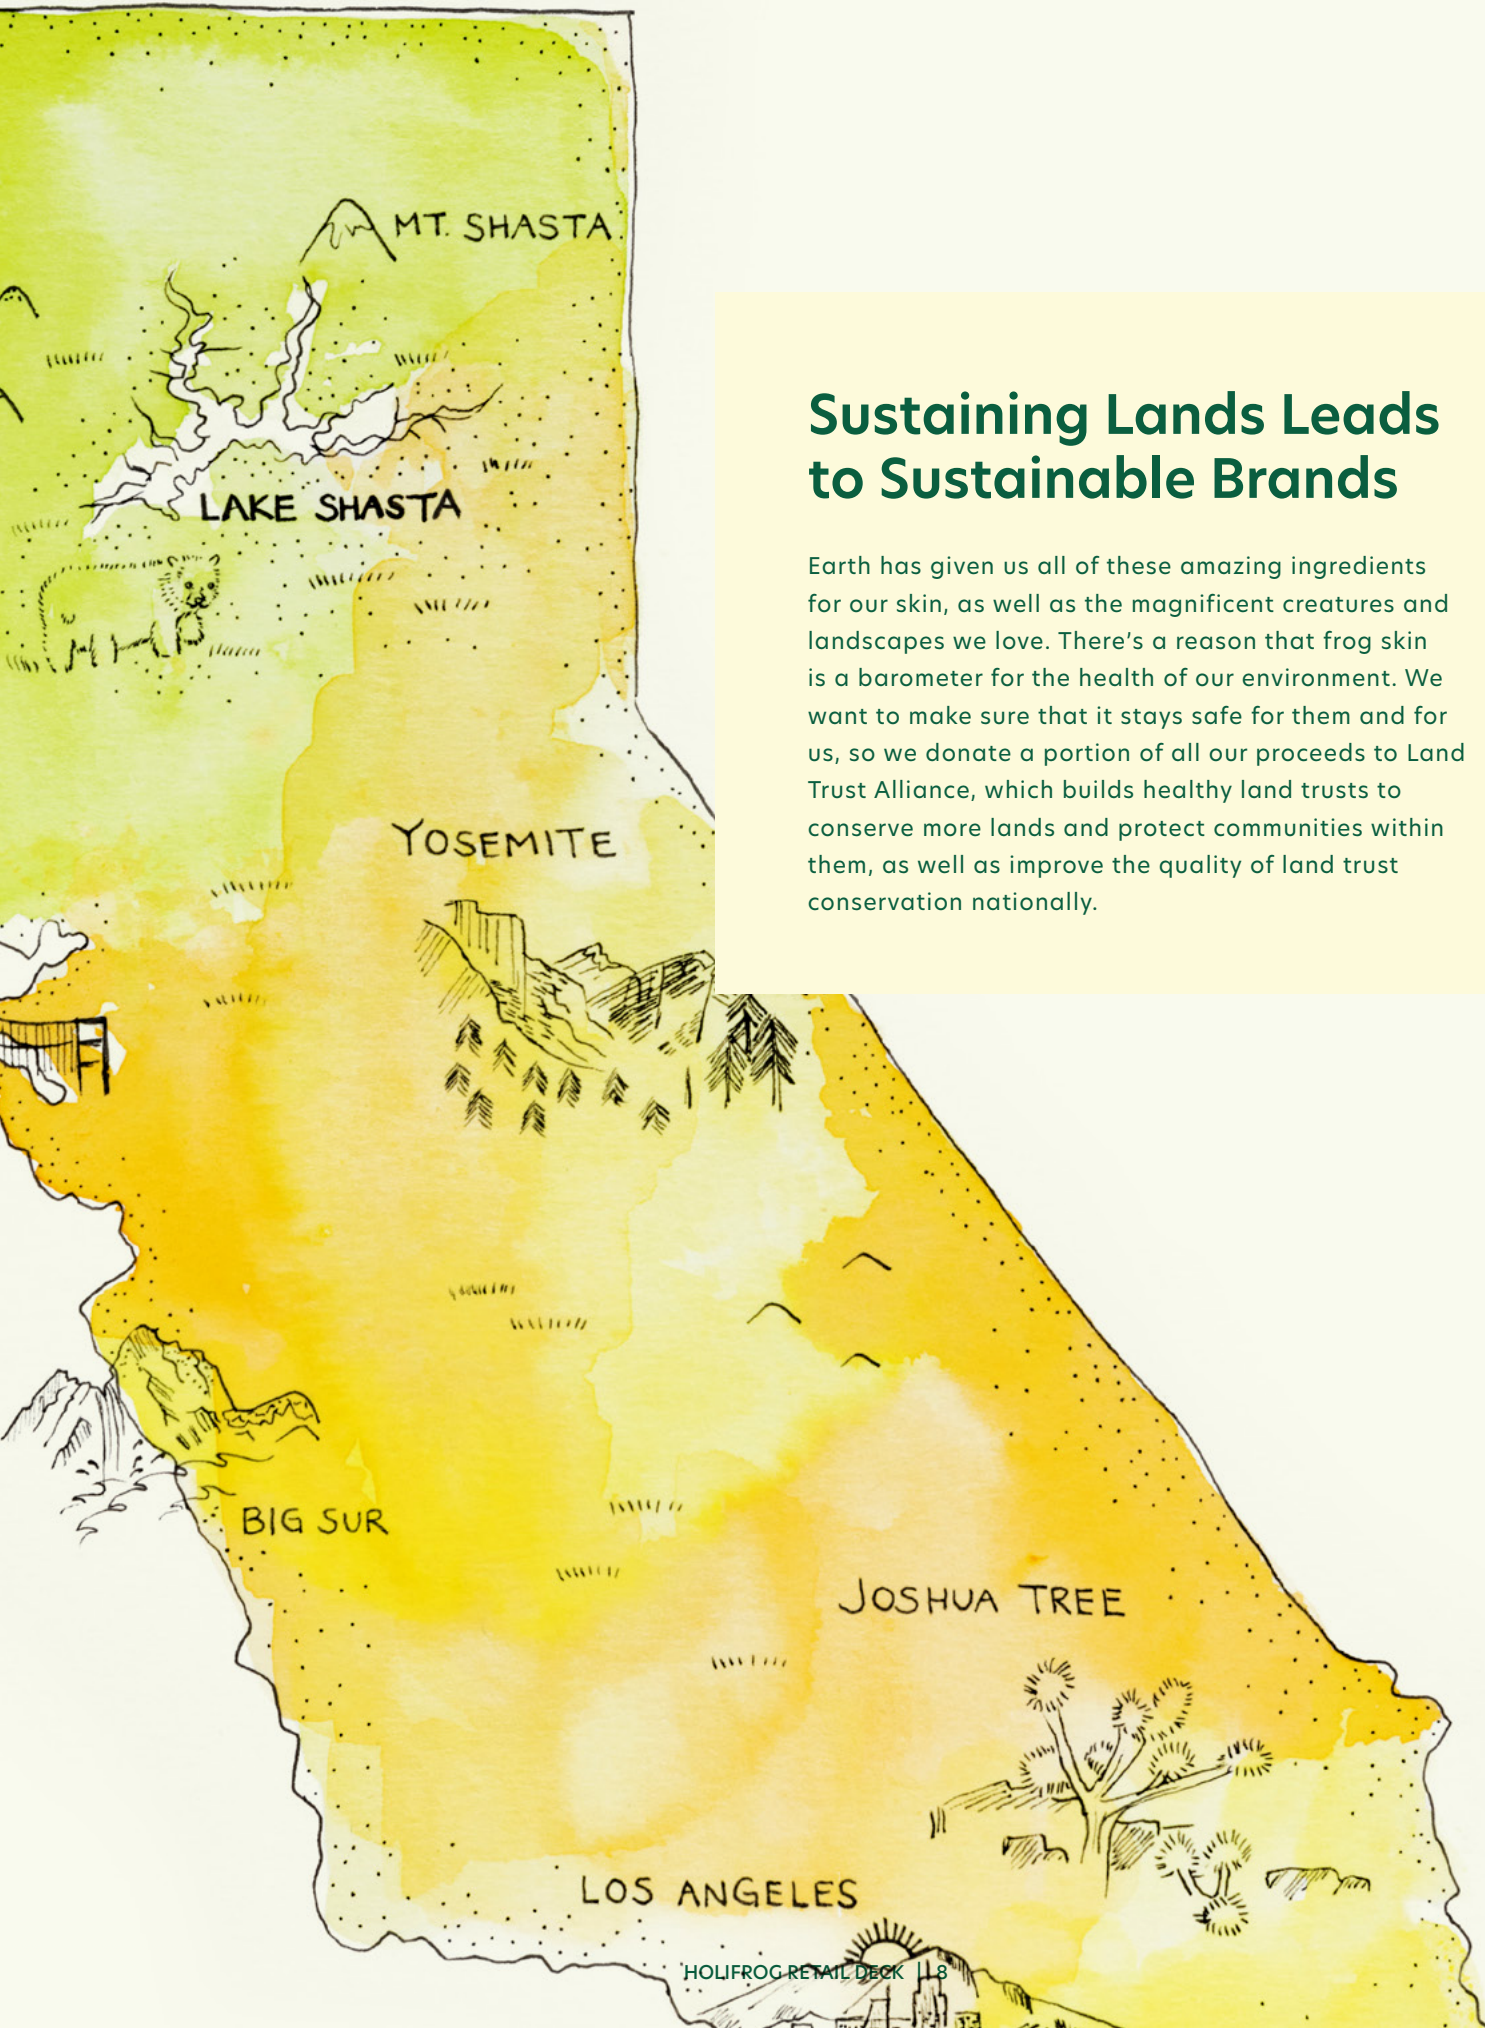 MT. SHASTA
LAKE SHASTA
Sustaining Lands Leads
to Sustainable Brands
Earth has given us all of these amazing ingredients
for our skin, as well as the magnificent creatures and
landscapes we love. There’s a reason that frog skin
is a barometer for the health of our environment. We
want to make sure that it stays safe for them and for
us, so we donate a portion of all our proceeds to Land
Trust Alliance, which builds healthy land trusts to
conserve more lands and protect communities within
them, as well as improve the quality of land trust
conservation nationally.
YOSEMITE
BIG SUR
JOSHUA TREE
LOS ANGELES
HOLIFROG RETAIL DECK || 8